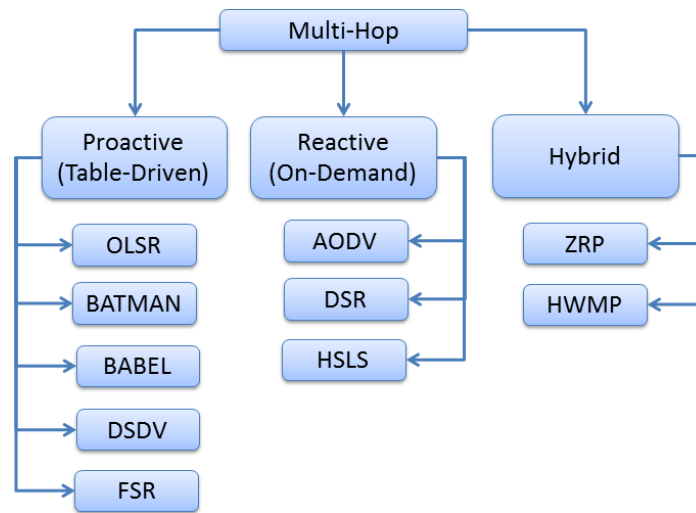 Multi-Hop
Proactive
(Table-Driven)
OLSR
BATMAN
BABEL
DSDV
FSR
Reactive
(On-Demand)
AODV
DSR
HSLS
Hybrid
ZRP
HWMP